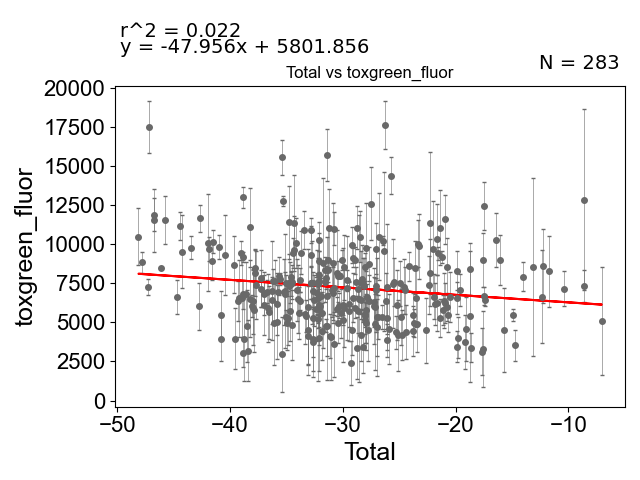 r^2 = 0.022
y = -47.956x + 5801.856
N = 283
Total vs toxgreen_fluor
20000
17500
15000
12500
10000
7500
5000
2500
0
toxgreen_fluor
−50 −40 −30 −20 −10
Total